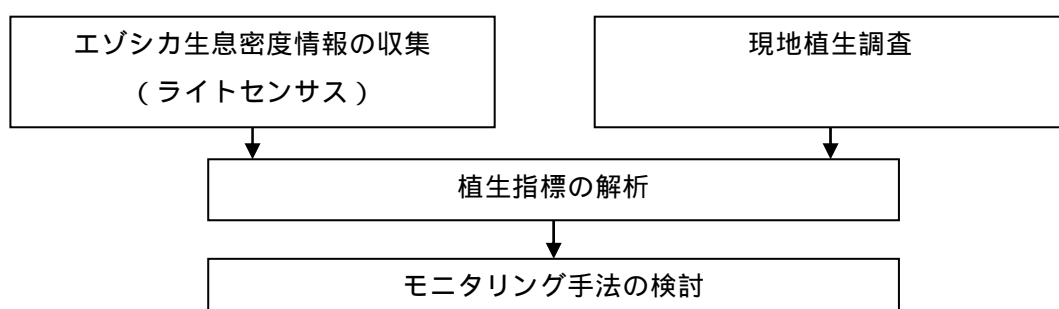 エゾシカ生息密度情報の収集
（ライトセンサス）
現地植生調査
植生指標の解析
モニタリング手法の検討